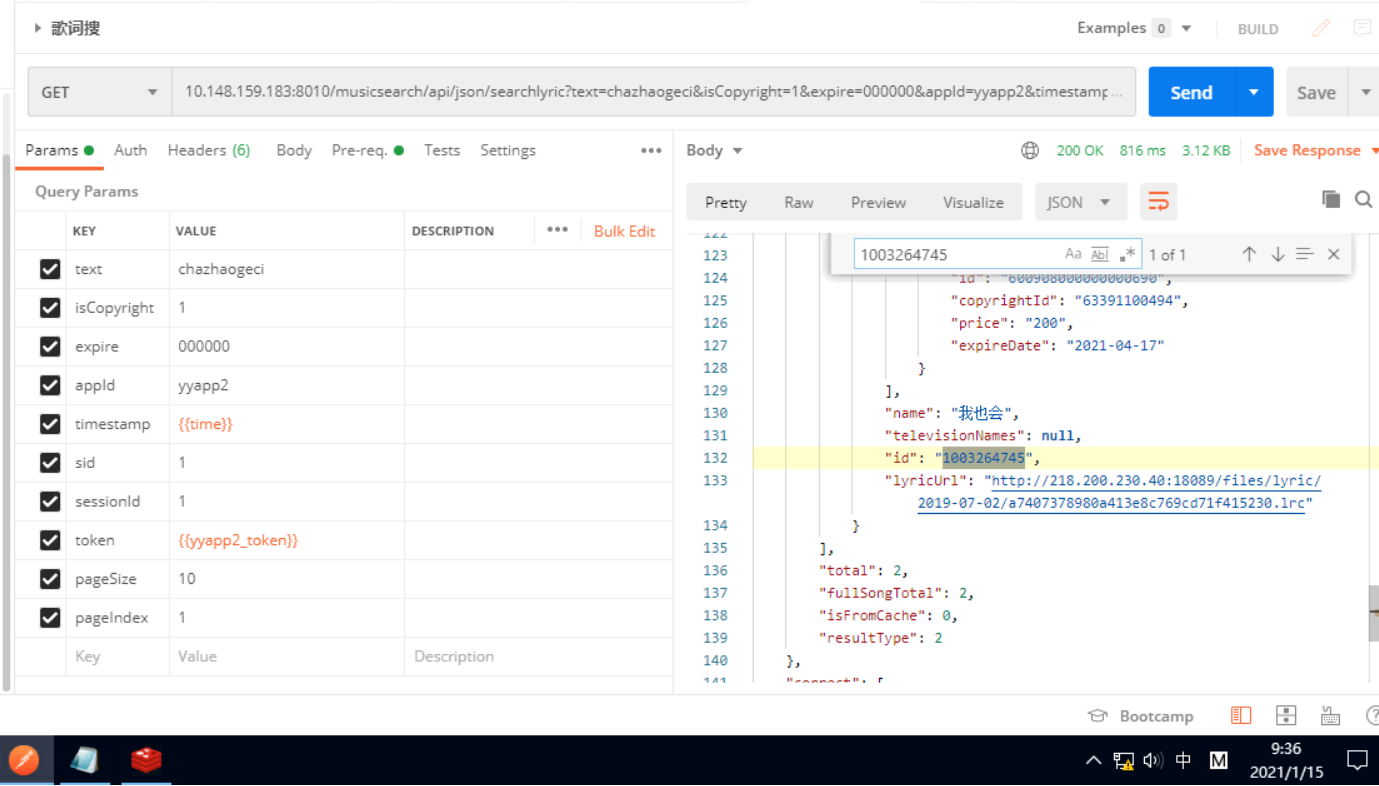 歌词搜
Examples 0
BUILD
GET
10.148.159.183:8010/musicsearch/api/json/searchlyric?text=chazhaogeci&isCopyright=1&expire=000000&appId=yyapp2&timestamp...
Send
Save
Params
Auth
Headers (6)
Body
Pre-req.
Tests
Settings
•••
Query Params
KEY VALUE DESCRIPTION ••• Bulk Edit
text chazhaogeci
isCopyright 1
expire 000000
appId yyapp2
timestamp {{time}}
sid 1
sessionId 1
token {{yyapp2_token}}
pageSize 10
pageIndex 1
Key Value Description
Body
200 OK 816 ms 3.12 KB Save Response
Pretty Raw Preview Visualize JSON
1003264745 Aa Abl .* 1 of 1
122
123
124 "id": "600908000000000690",
125 "copyrightId": "63391100494",
126 "price": "200",
127 "expireDate": "2021-04-17"
128 }
129 ],
130 "name": "我也会",
131 "televisionNames": null,
132 "id": "1003264745",
133 "lyricUrl": "http://218.200.230.40:18089/files/lyric/
2019-07-02/a7407378980a413e8c769cd71f415230.lrc"
134 }
135 ],
136 "total": 2,
137 "fullSongTotal": 2,
138 "isFromCache": 0,
139 "resultType": 2
140 },
141 "correct": [
Bootcamp
中 M
9:36
2021/1/15